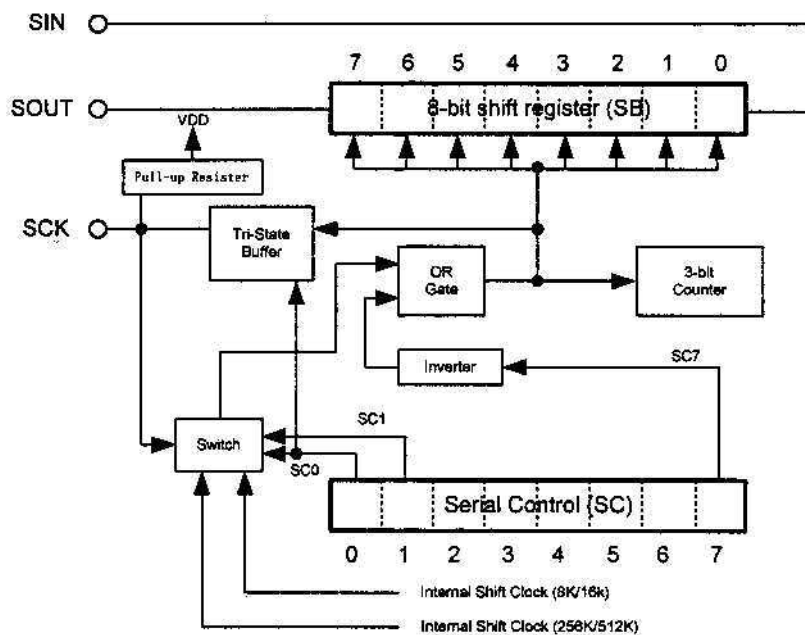 SIN
7 6 5 4 3 2 1 0
SOUT
8-bit shift register (SB)
VDD
Pull-up Resister
SCK
Tri-State
Buffer
OR
Gate
3-bit
Counter
Inverter
SC7
SC1
Switch
SC0
Serial Control (SC)
0 1 2 3 4 5 6 7
Internal Shift Clock (8K/16k)
Internal Shift Clock (256K/512K)